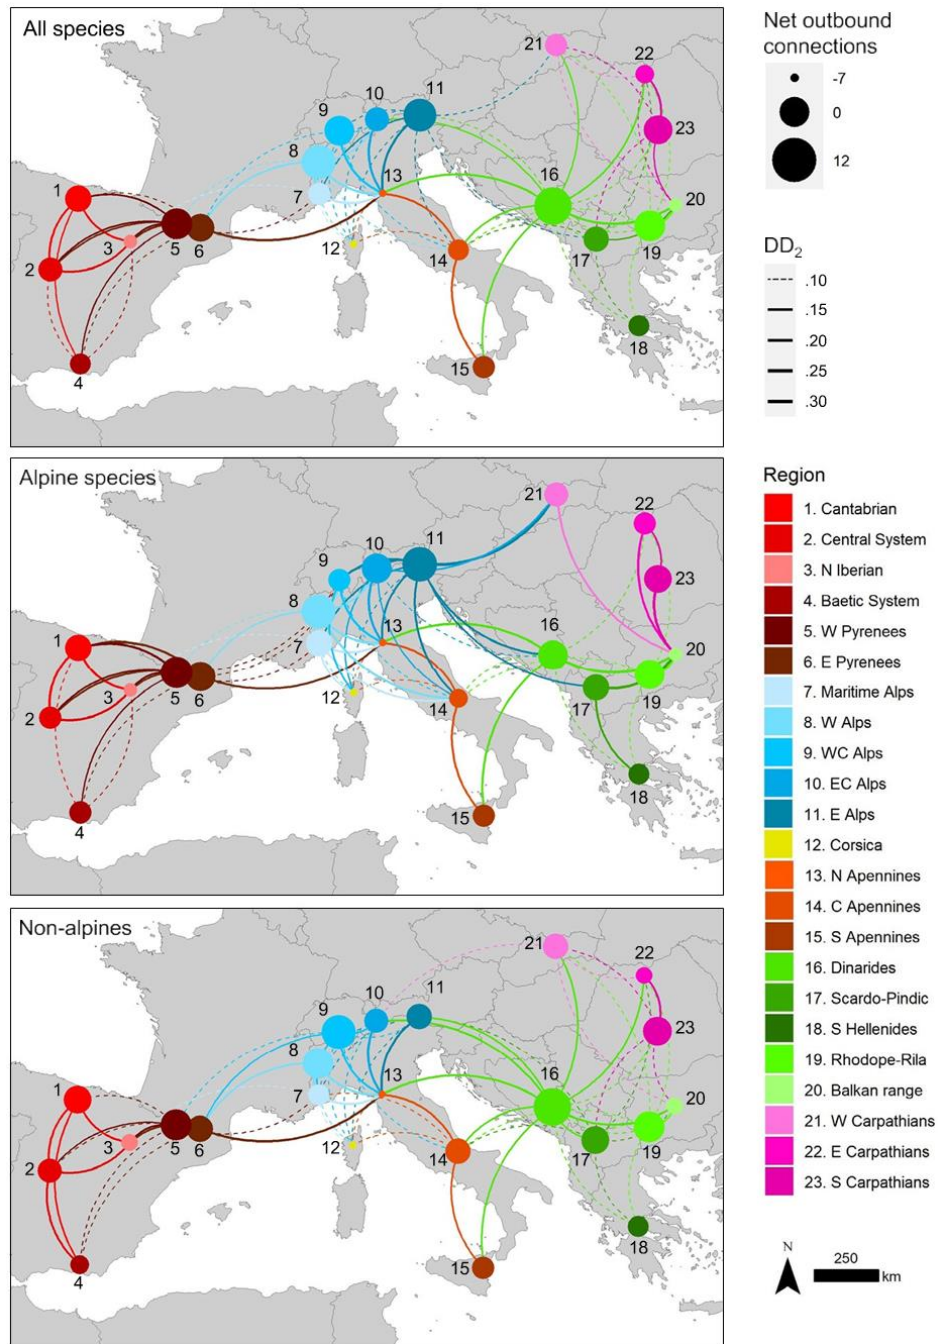 All species
21
22
11
10
9
23
8
7
13
16
20
1
3
5
6
12
14
17
19
2
18
4
15
Alpine species
21
22
11
10
9
23
8
7
13
16
20
1
3
5
6
12
14
17
19
2
18
4
15
Non-alpines
21
22
11
10
9
23
8
7
13
16
20
1
3
5
6
12
14
17
19
2
18
4
15
Net outbound
connections
-7
0
12
DD2
.10
.15
.20
.25
.30
Region
1. Cantabrian
2. Central System
3. N Iberian
4. Baetic System
5. W Pyrenees
6. E Pyrenees
7. Maritime Alps
8. W Alps
9. WC Alps
10. EC Alps
11. E Alps
12. Corsica
13. N Apennines
14. C Apennines
15. S Apennines
16. Dinarides
17. Scardo-Pindic
18. S Hellenides
19. Rhodope-Rila
20. Balkan range
21. W Carpathians
22. E Carpathians
23. S Carpathians
N
250
km